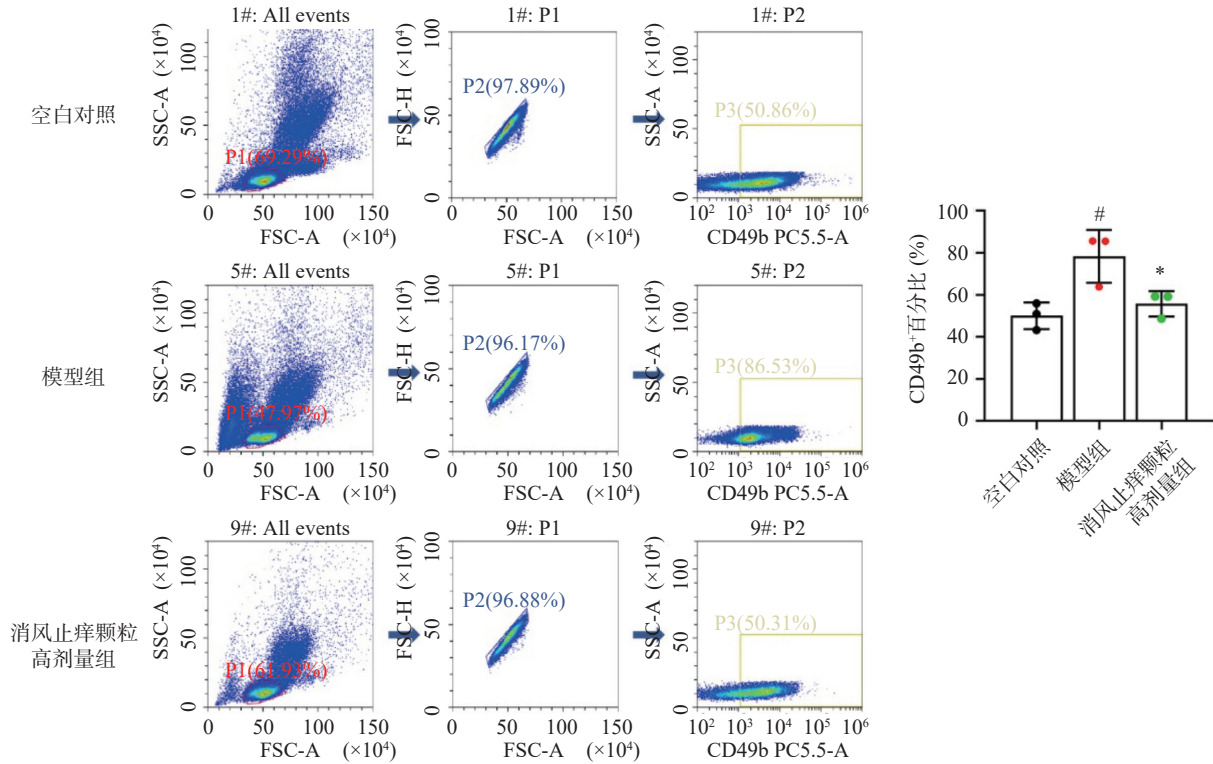 1#: All events
1#: P1
1#: P2
空白对照
SSC-A (×10⁴)
100
50
0
P1(69.29%)
0 50 100 150
FSC-A (×10⁴)
FSC-H (×10⁴)
100
50
0
P2(97.89%)
0 50 100 150
FSC-A (×10⁴)
SSC-A (×10⁴)
100
50
0
P3(50.86%)
10² 10³ 10⁴ 10⁵ 10⁶
CD49b PC5.5-A
5#: All events
5#: P1
5#: P2
模型组
SSC-A (×10⁴)
100
50
0
P1(47.97%)
0 50 100 150
FSC-A (×10⁴)
FSC-H (×10⁴)
100
50
0
P2(96.17%)
0 50 100 150
FSC-A (×10⁴)
SSC-A (×10⁴)
100
50
0
P3(86.53%)
10² 10³ 10⁴ 10⁵ 10⁶
CD49b PC5.5-A
9#: All events
9#: P1
9#: P2
消风止痒颗粒
高剂量组
SSC-A (×10⁴)
100
50
0
P1(61.93%)
0 50 100 150
FSC-A (×10⁴)
FSC-H (×10⁴)
100
50
0
P2(96.88%)
0 50 100 150
FSC-A (×10⁴)
SSC-A (×10⁴)
100
50
0
P3(50.31%)
10² 10³ 10⁴ 10⁵ 10⁶
CD49b PC5.5-A
CD49b⁺百分比 (%)
100
80
60
40
20
0
#
*
空白对照
模型组
消风止痒颗粒
高剂量组